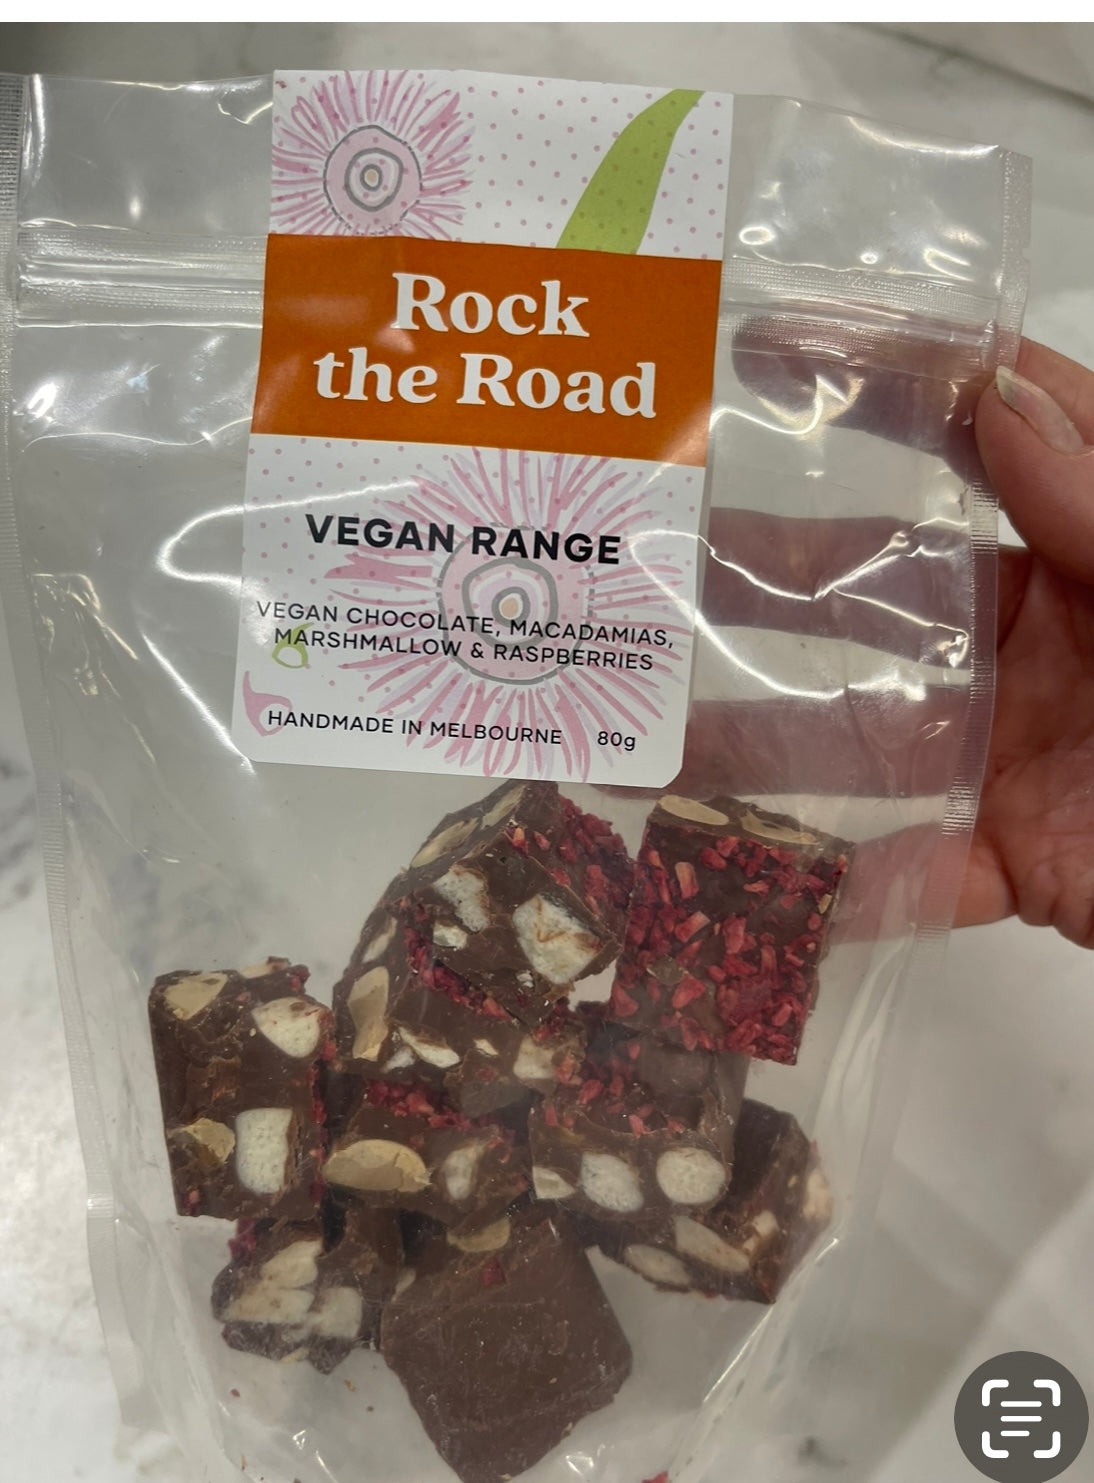 Rock
the Road
VEGAN RANGE
VEGAN CHOCOLATE, MACADAMIAS,
MARSHMALLOW & RASPBERRIES
HANDMADE IN MELBOURNE 80g